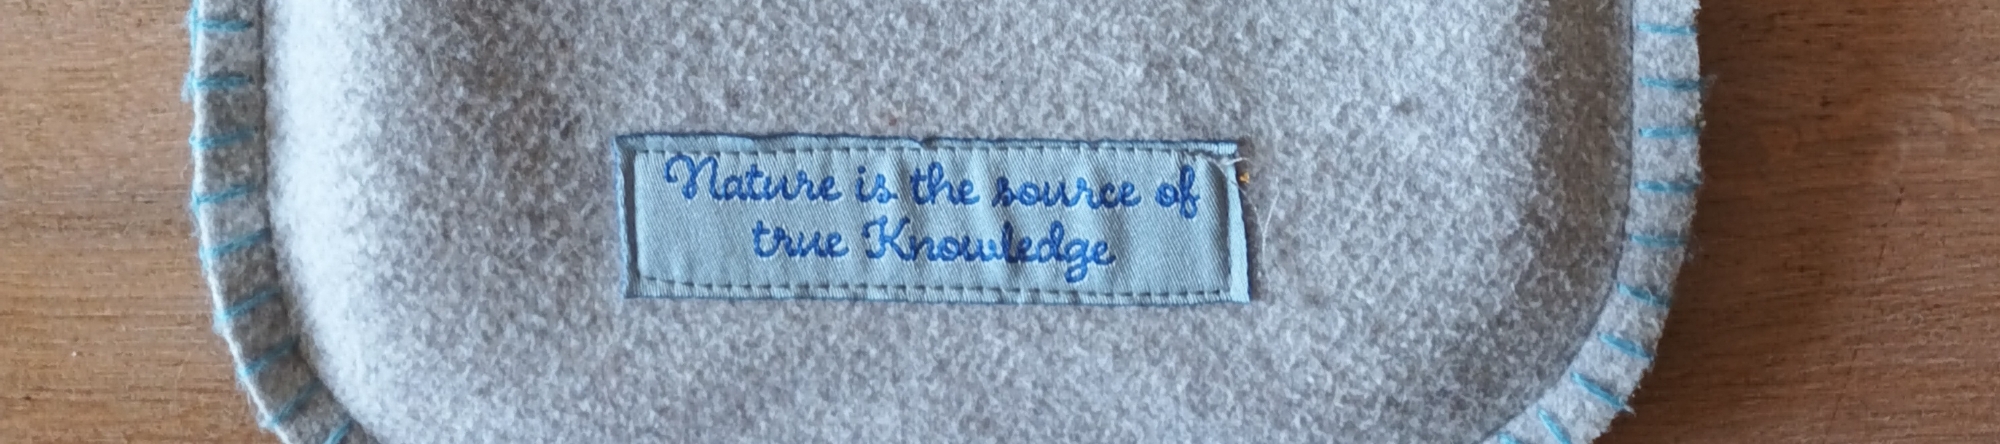 Nature is the source of
true Knowledge